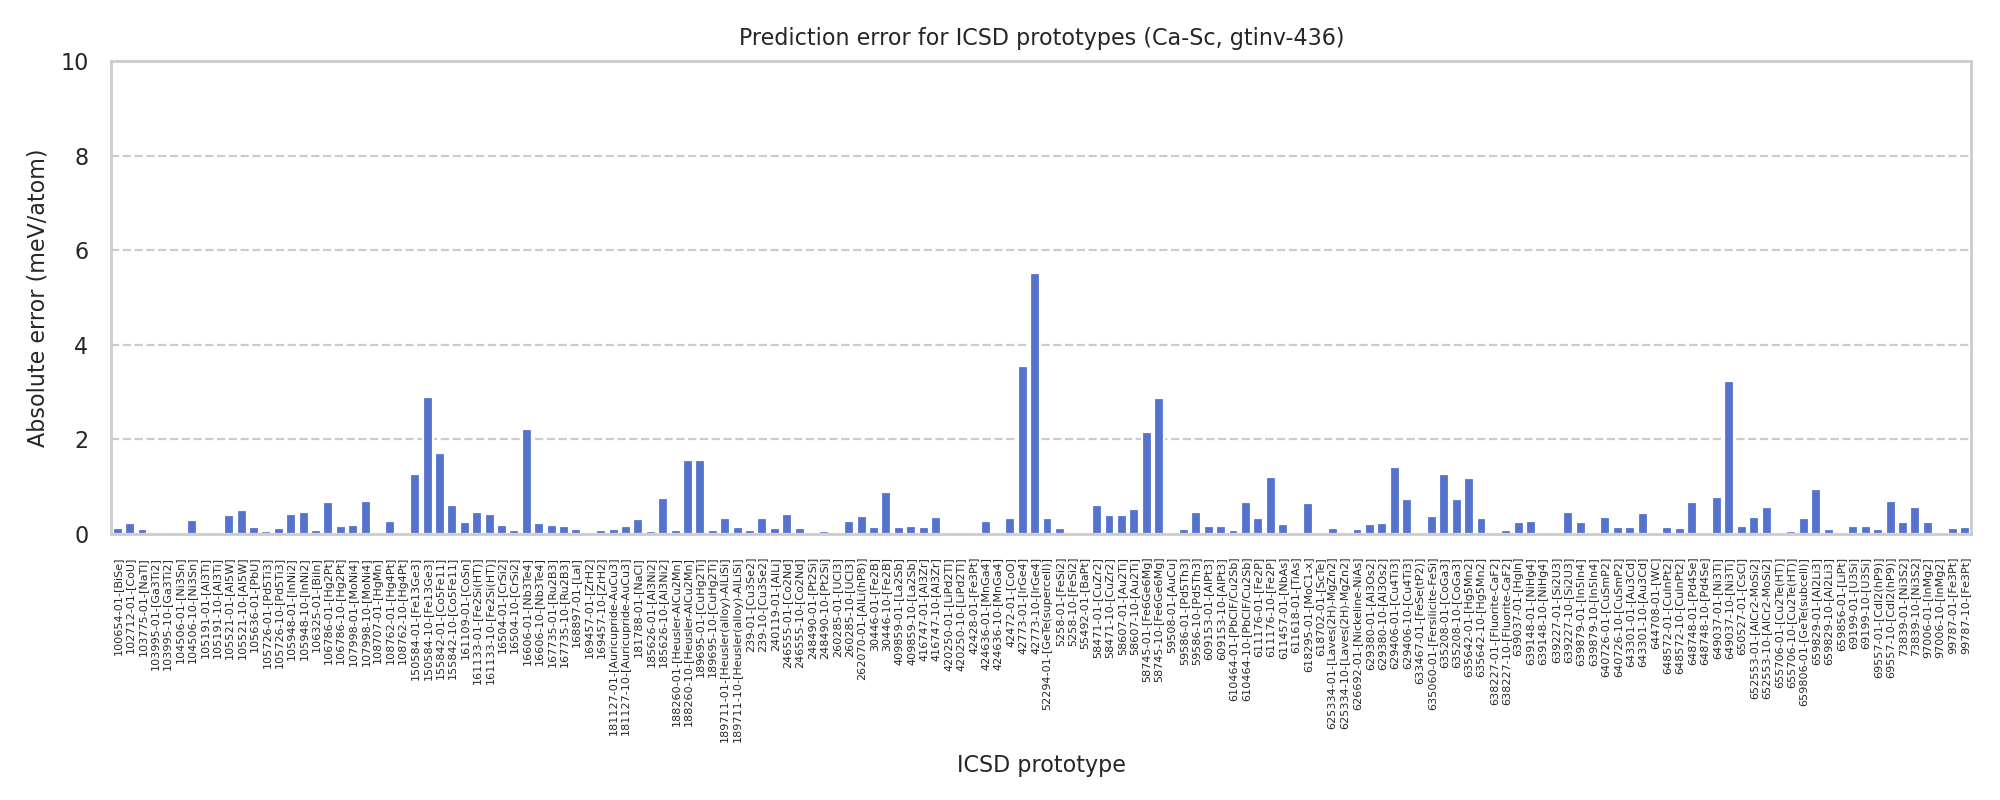 Prediction error for ICSD prototypes (Ca-Sc, gtinv-436)
Absolute error (meV/atom)
10
8
6
4
2
0
100654-01-[BiSe]
102712-01-[CoU]
103775-01-[NaTl]
103995-01-[Ga3Ti2]
103995-10-[Ga3Ti2]
104506-01-[Ni3Sn]
104506-10-[Ni3Sn]
105191-01-[Al3Ti]
105191-10-[Al3Ti]
105521-01-[Al5W]
105521-10-[Al5W]
105636-01-[PbU]
105726-01-[Pd5Ti3]
105726-10-[Pd5Ti3]
105948-01-[InNi2]
105948-10-[InNi2]
106325-01-[BiIn]
106786-01-[Hg2Pt]
106786-10-[Hg2Pt]
107998-01-[MoNi4]
107998-10-[MoNi4]
108707-01-[HgMn]
108762-01-[Hg4Pt]
108762-10-[Hg4Pt]
150584-01-[Fe13Ge3]
150584-10-[Fe13Ge3]
155842-01-[Co5Fe11]
155842-10-[Co5Fe11]
161109-01-[CoSn]
161133-01-[Fe2Si(HT)]
161133-10-[Fe2Si(HT)]
16504-01-[CrSi2]
16504-10-[CrSi2]
16606-01-[Nb3Te4]
16606-10-[Nb3Te4]
167735-01-[Ru2B3]
167735-10-[Ru2B3]
168897-01-[LaI]
169457-01-[ZrH2]
169457-10-[ZrH2]
181127-01-[Auricupride-AuCu3]
181127-10-[Auricupride-AuCu3]
181788-01-[NaCl]
185626-01-[Al3Ni2]
185626-10-[Al3Ni2]
188260-01-[Heusler-AlCu2Mn]
188260-10-[Heusler-AlCu2Mn]
189695-01-[CuHg2Ti]
189695-10-[CuHg2Ti]
189711-01-[Heusler(alloy)-AlLiSi]
189711-10-[Heusler(alloy)-AlLiSi]
239-01-[Cu3Se2]
239-10-[Cu3Se2]
240119-01-[AlLi]
246555-01-[Co2Nd]
246555-10-[Co2Nd]
248490-01-[Pt2Si]
248490-10-[Pt2Si]
260285-01-[UCl3]
260285-10-[UCl3]
262070-01-[AlLi(hP8)]
30446-01-[Fe2B]
30446-10-[Fe2B]
409859-01-[La2Sb]
409859-10-[La2Sb]
416747-01-[Al3Zr]
416747-10-[Al3Zr]
420250-01-[LiPd2Tl]
420250-10-[LiPd2Tl]
42428-01-[Fe3Pt]
424636-01-[MnGa4]
424636-10-[MnGa4]
42472-01-[CoO]
42773-01-[IrGe4]
42773-10-[IrGe4]
52294-01-[GeTe(supercell)]
5258-01-[FeSi2]
5258-10-[FeSi2]
55492-01-[BaPt]
58471-01-[CuZr2]
58471-10-[CuZr2]
58607-01-[Au2Ti]
58607-10-[Au2Ti]
58745-01-[Fe6Ge6Mg]
58745-10-[Fe6Ge6Mg]
59508-01-[AuCu]
59586-01-[Pd5Th3]
59586-10-[Pd5Th3]
609153-01-[AlPt3]
609153-10-[AlPt3]
610464-01-[PbClF/Cu2Sb]
610464-10-[PbClF/Cu2Sb]
611176-01-[Fe2P]
611176-10-[Fe2P]
611457-01-[NbAs]
611618-01-[TiAs]
618295-01-[MoC1-x]
618702-01-[ScTe]
625334-01-[Laves(2H)-MgZn2]
625334-10-[Laves(2H)-MgZn2]
626692-01-[Nickeline-NiAs]
629380-01-[Al3Os2]
629380-10-[Al3Os2]
629406-01-[Cu4Ti3]
629406-10-[Cu4Ti3]
633467-01-[FeSe(tP2)]
635060-01-[Fersilicite-FeSi]
635208-01-[CoGa3]
635208-10-[CoGa3]
635642-01-[Hg5Mn2]
635642-10-[Hg5Mn2]
638227-01-[Fluorite-CaF2]
638227-10-[Fluorite-CaF2]
639037-01-[HgIn]
639148-01-[NiHg4]
639148-10-[NiHg4]
639227-01-[Si2U3]
639227-10-[Si2U3]
639879-01-[In5In4]
639879-10-[In5In4]
640726-01-[CuSmP2]
640726-10-[CuSmP2]
643301-01-[Au3Cd]
643301-10-[Au3Cd]
644708-01-[WC]
648572-01-[CuInPt2]
648572-10-[CuInPt2]
648748-01-[Pd4Se]
648748-10-[Pd4Se]
649037-01-[Ni3Ti]
649037-10-[Ni3Ti]
650527-01-[CsCl]
652553-01-[AlCr2-MoSi2]
652553-10-[AlCr2-MoSi2]
655706-01-[Cu2Te(HT)]
655706-10-[Cu2Te(HT)]
659806-01-[GeTe(subcell)]
659829-01-[Al2Li3]
659829-10-[Al2Li3]
659856-01-[LiPt]
69199-01-[U3Si]
69199-10-[U3Si]
69557-01-[CdI2(hP9)]
69557-10-[CdI2(hP9)]
73839-01-[Ni3S2]
73839-10-[Ni3S2]
97006-01-[InMg2]
97006-10-[InMg2]
99787-01-[Fe3Pt]
99787-10-[Fe3Pt]
ICSD prototype